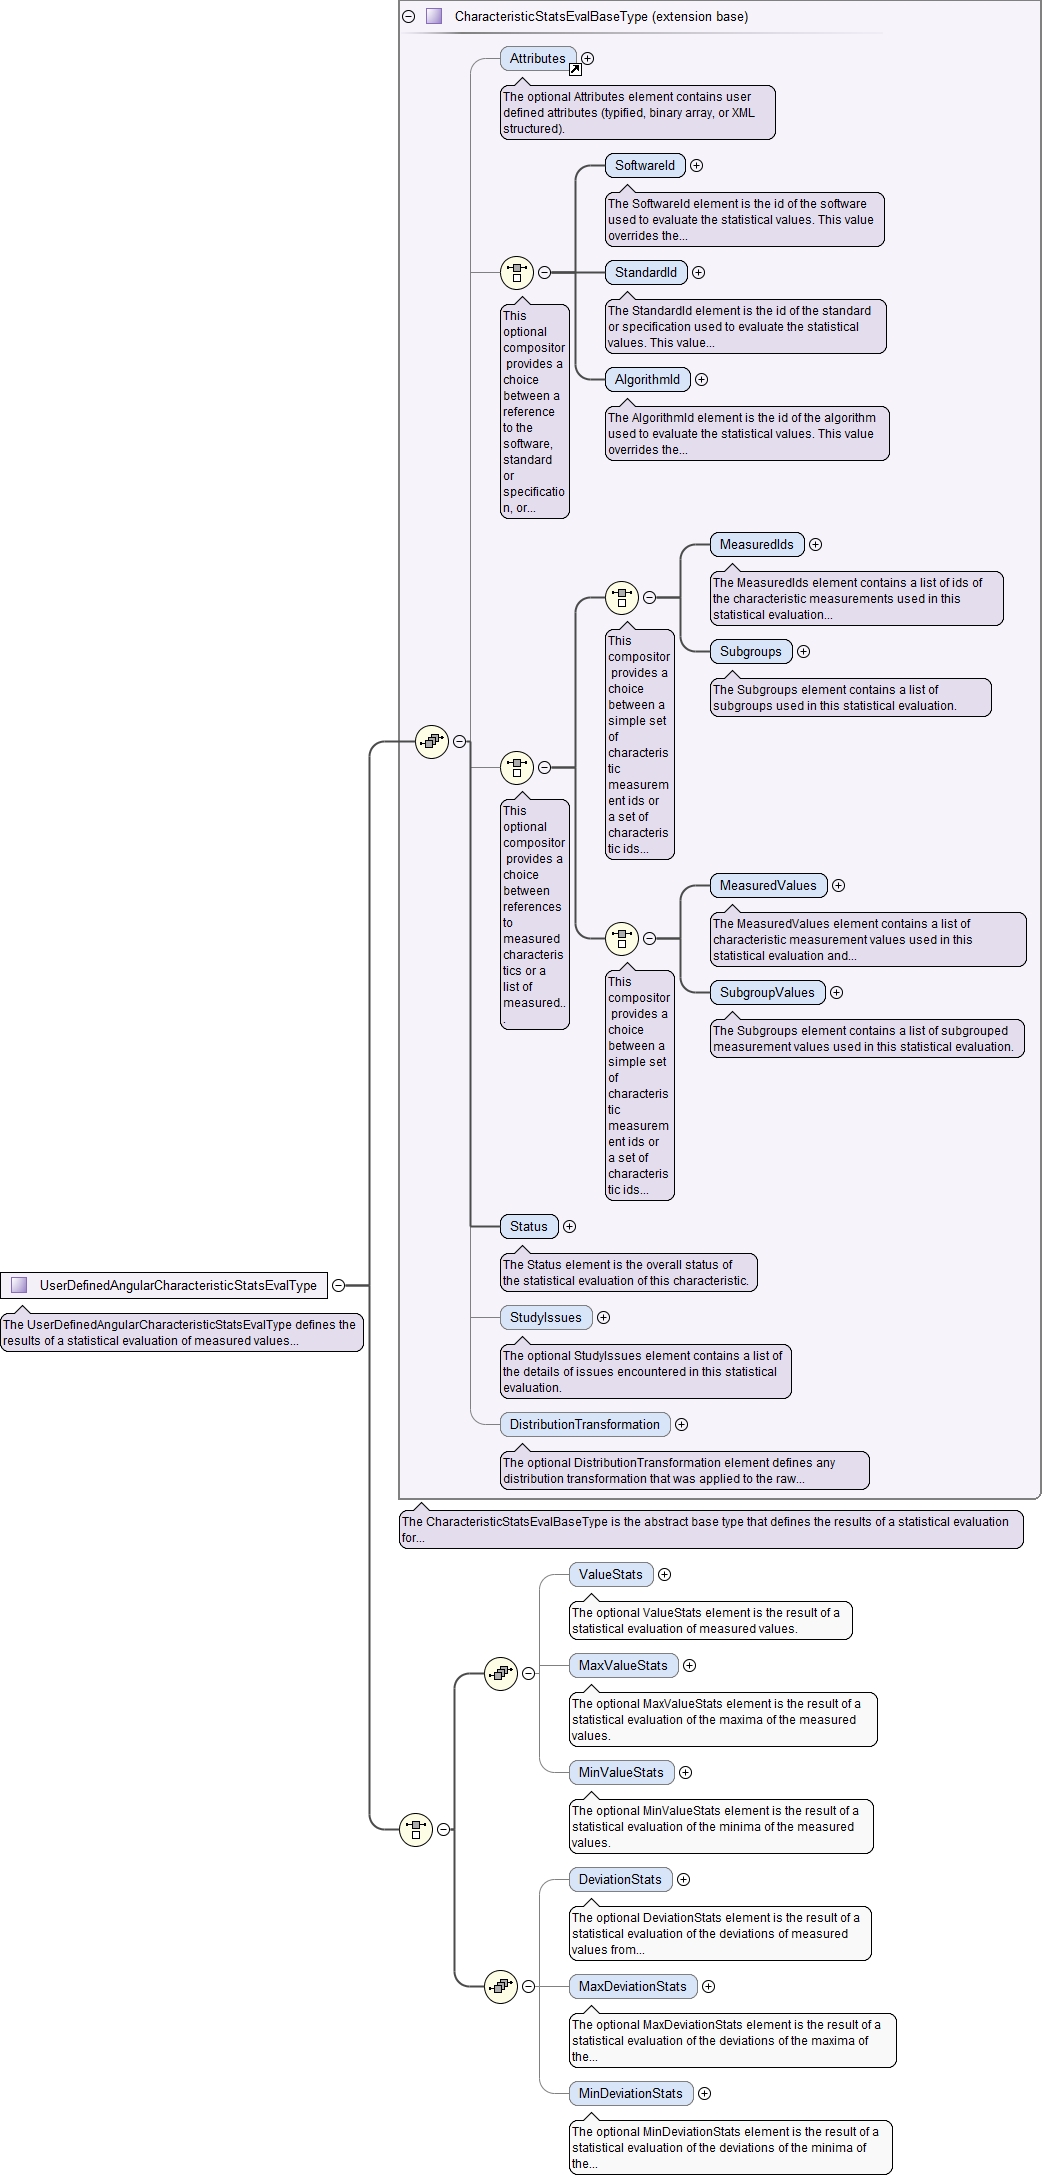 CharacteristicStatsEvalBaseType (extension base)
Attributes
The optional Attributes element contains user
defined attributes (typified, binary array, or XML
structured).
SoftwareId
The SoftwareId element is the id of the software
used to evaluate the statistical values. This value
overrides the...
StandardId
The StandardId element is the id of the standard
or specification used to evaluate the statistical
values. This value...
AlgorithmId
The AlgorithmId element is the id of the algorithm
used to evaluate the statistical values. This value
overrides the...
This
optional
compositor
provides a
choice
between a
reference
to the
software,
standard
or
specificatio
n, or...
MeasuredIds
The MeasuredIds element contains a list of ids of
the characteristic measurements used in this
statistical evaluation...
Subgroups
The Subgroups element contains a list of
subgroups used in this statistical evaluation.
This
compositor
provides a
choice
between a
simple set
of
characteris
tic
measurem
ent ids or
a set of
characteris
tic ids...
This
optional
compositor
provides a
choice
between
references
to
measured
characteris
tics or a
list of
measured..
.
MeasuredValues
The MeasuredValues element contains a list of
characteristic measurement values used in this
statistical evaluation and...
SubgroupValues
The Subgroups element contains a list of subgrouped
measurement values used in this statistical evaluation.
This
compositor
provides a
choice
between a
simple set
of
characteris
tic
measurem
ent ids or
a set of
characteris
tic ids...
Status
The Status element is the overall status of
the statistical evaluation of this characteristic.
UserDefinedAngularCharacteristicStatsEvalType
The UserDefinedAngularCharacteristicStatsEvalType defines the
results of a statistical evaluation of measured values...
StudyIssues
The optional StudyIssues element contains a list of
the details of issues encountered in this statistical
evaluation.
DistributionTransformation
The optional DistributionTransformation element defines any
distribution transformation that was applied to the raw...
The CharacteristicStatsEvalBaseType is the abstract base type that defines the results of a statistical evaluation
for...
ValueStats
The optional ValueStats element is the result of a
statistical evaluation of measured values.
MaxValueStats
The optional MaxValueStats element is the result of a
statistical evaluation of the maxima of the measured
values.
MinValueStats
The optional MinValueStats element is the result of a
statistical evaluation of the minima of the measured
values.
DeviationStats
The optional DeviationStats element is the result of a
statistical evaluation of the deviations of measured
values from...
MaxDeviationStats
The optional MaxDeviationStats element is the result of a
statistical evaluation of the deviations of the maxima of
the...
MinDeviationStats
The optional MinDeviationStats element is the result of a
statistical evaluation of the deviations of the minima of
the...